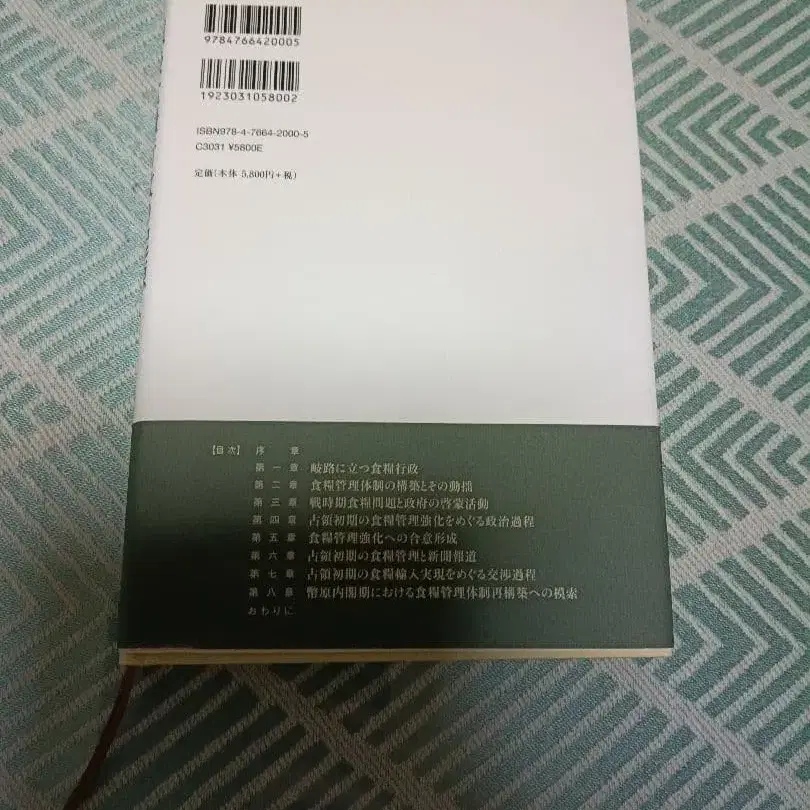 9784766420005
1923031058002
ISBN978-4-7664-2000-5
C3031 ¥5800E
定価(本体 5,800円+税)
【目次】 序 章
第一章 岐路に立つ食糧行政
第二章 食糧管理体制の構築とその動揺
第三章 戦時期食糧問題と政府の啓蒙活動
第四章 占領初期の食糧管理強化をめぐる政治過程
第五章 食糧管理強化への合意形成
第六章 占領初期の食糧管理と新聞報道
第七章 占領初期の食糧輸入実現をめぐる交渉過程
第八章 幣原内閣期における食糧管理体制再構築への模索
おわりに